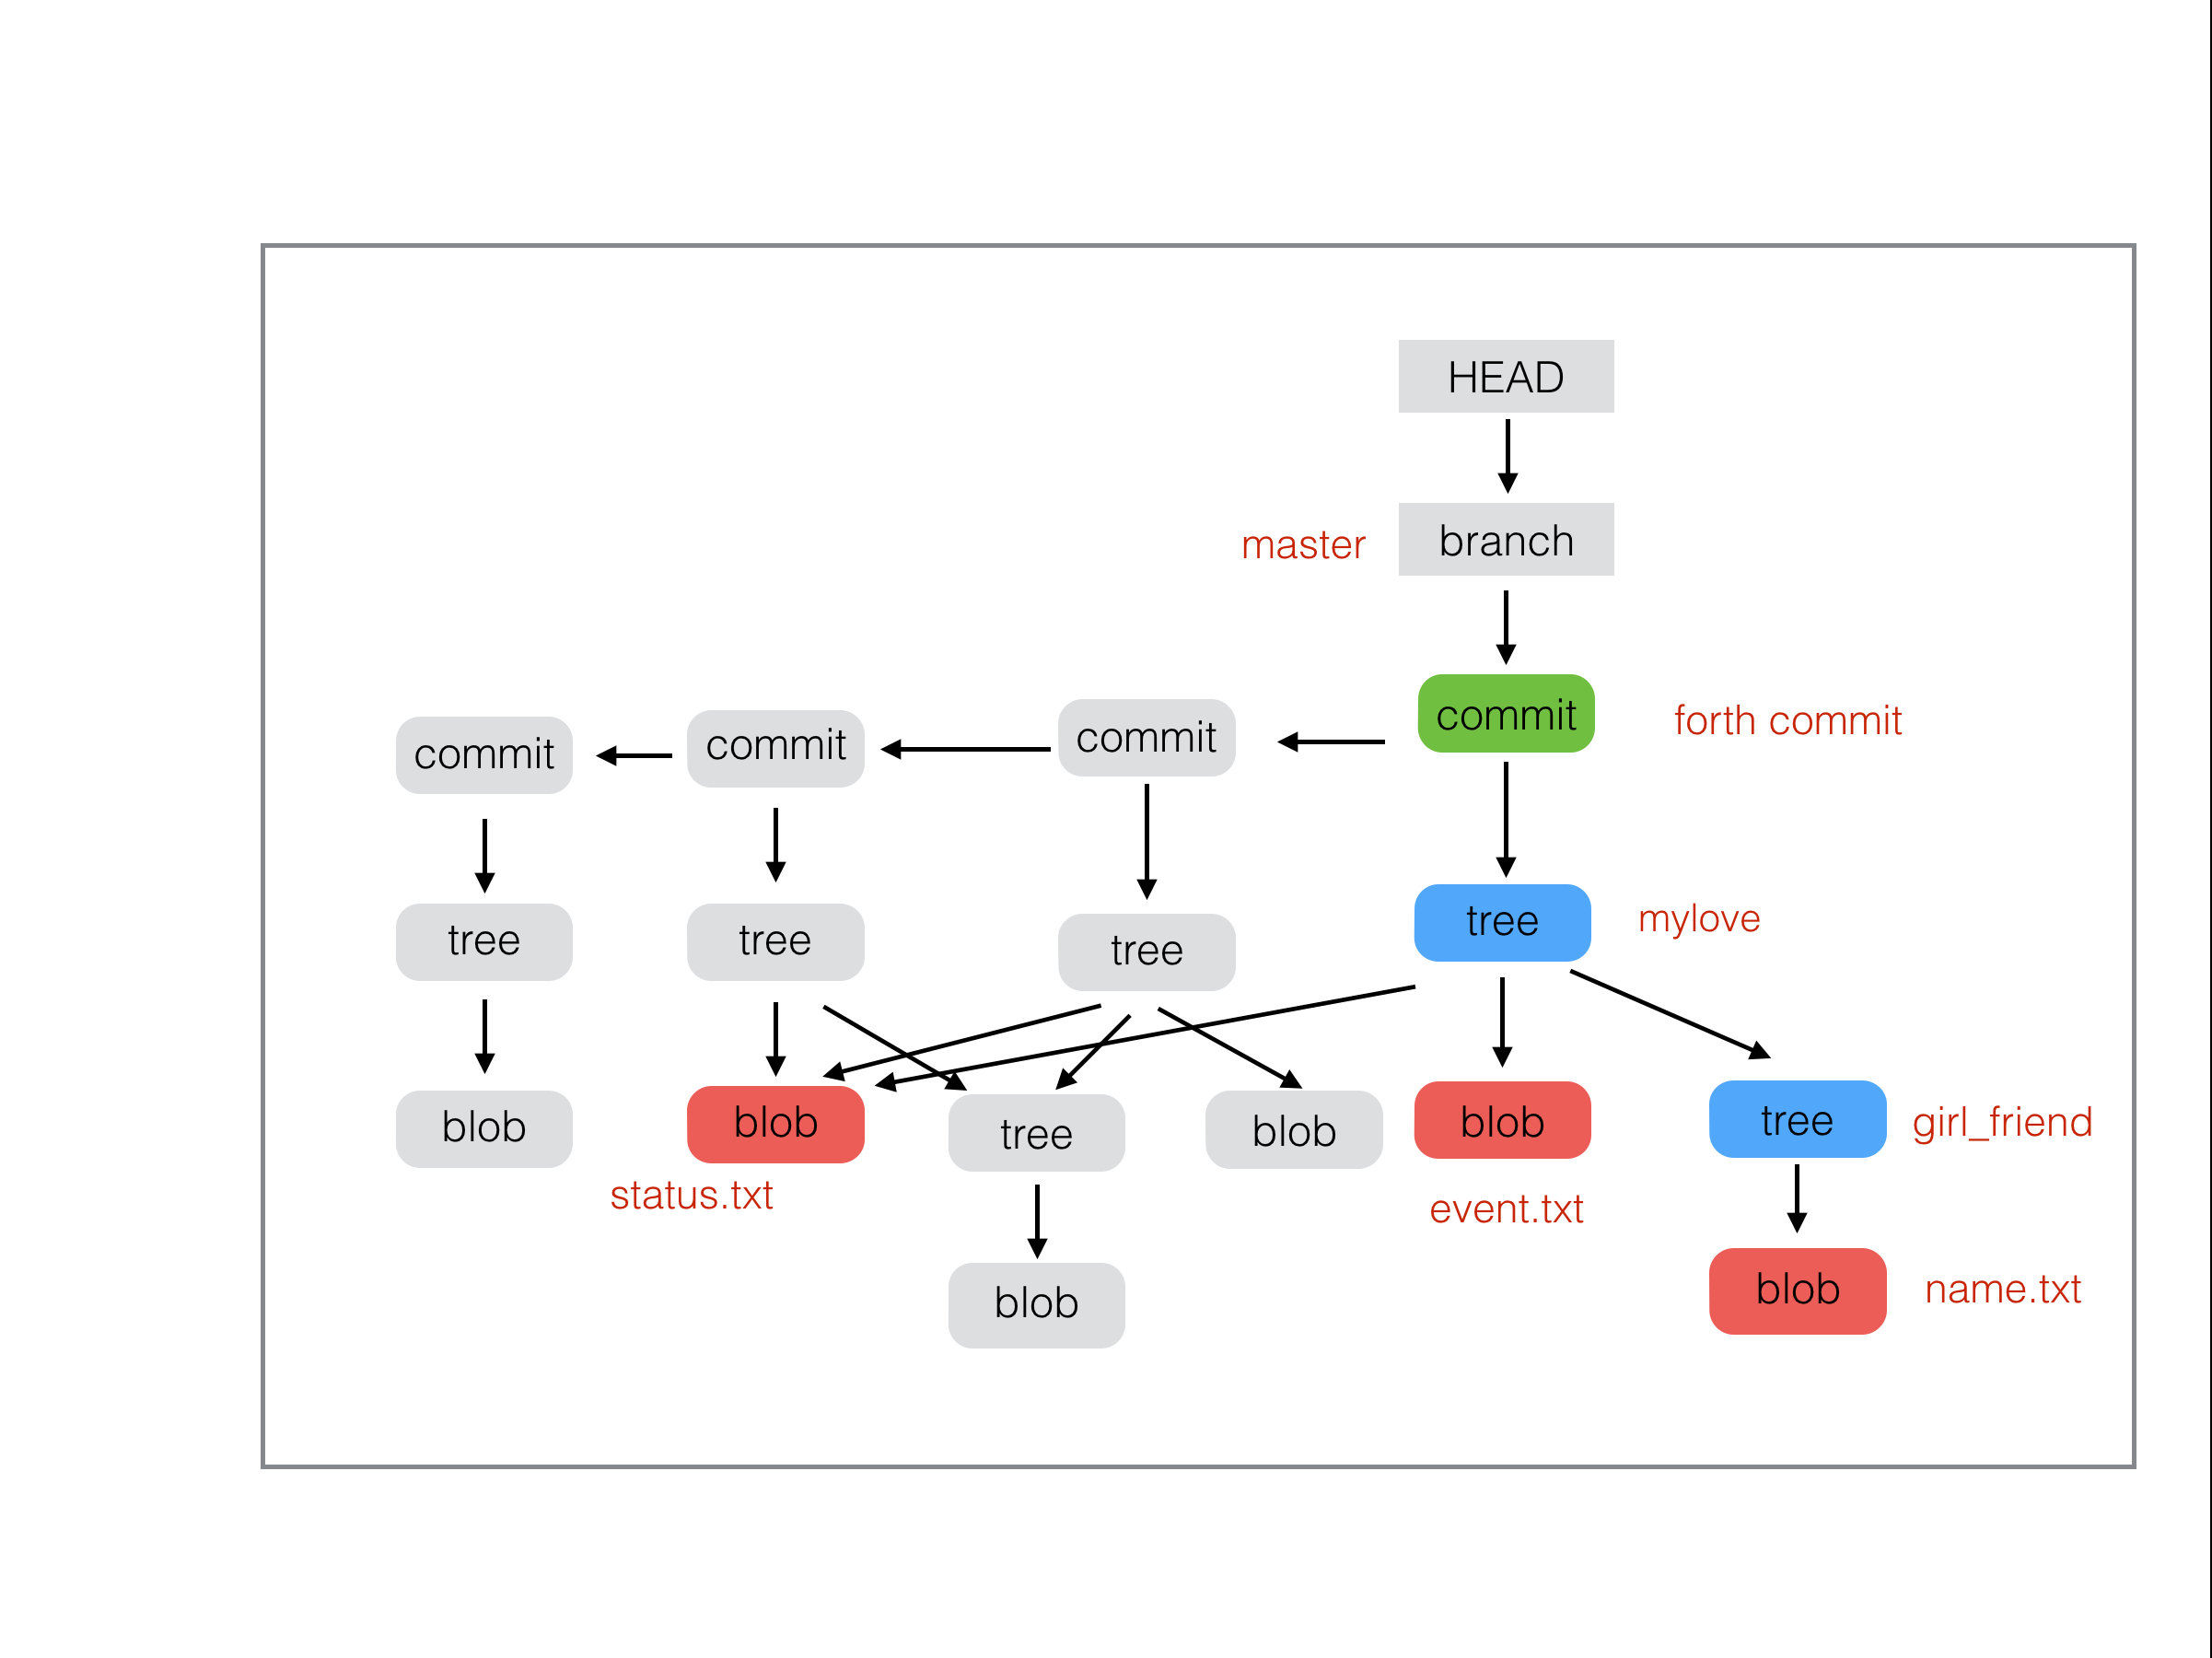 HEAD
master
branch
commit
commit
commit
commit
forth commit
tree
tree
tree
tree
mylove
blob
blob
tree
blob
blob
tree
girl_friend
status.txt
event.txt
blob
blob
name.txt